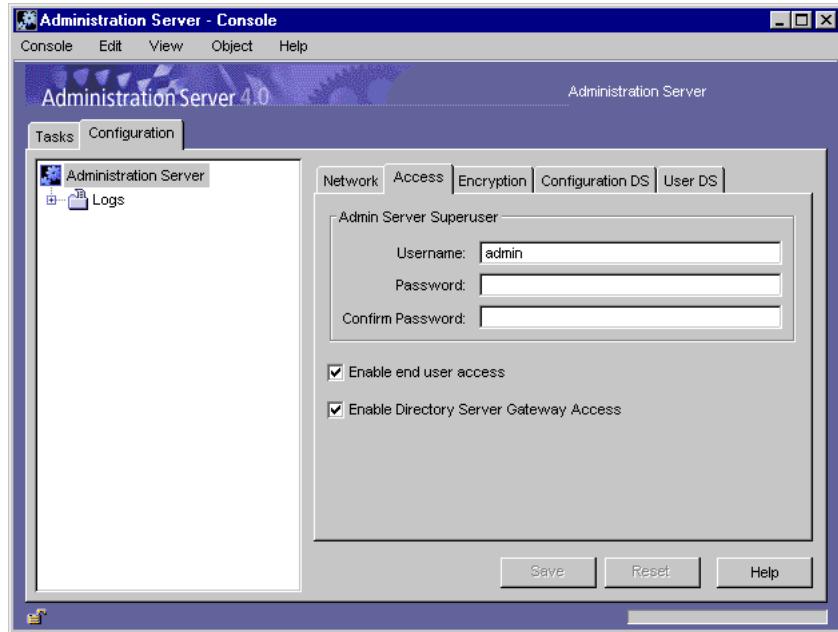 Administration Server - Console
Console Edit View Object Help
Administration Server 4.0
Administration Server
Tasks Configuration
Administration Server
Logs
Network Access Encryption Configuration DS User DS
Admin Server Superuser
Username: admin
Password:
Confirm Password:
Enable end user access
Enable Directory Server Gateway Access
Save Reset Help